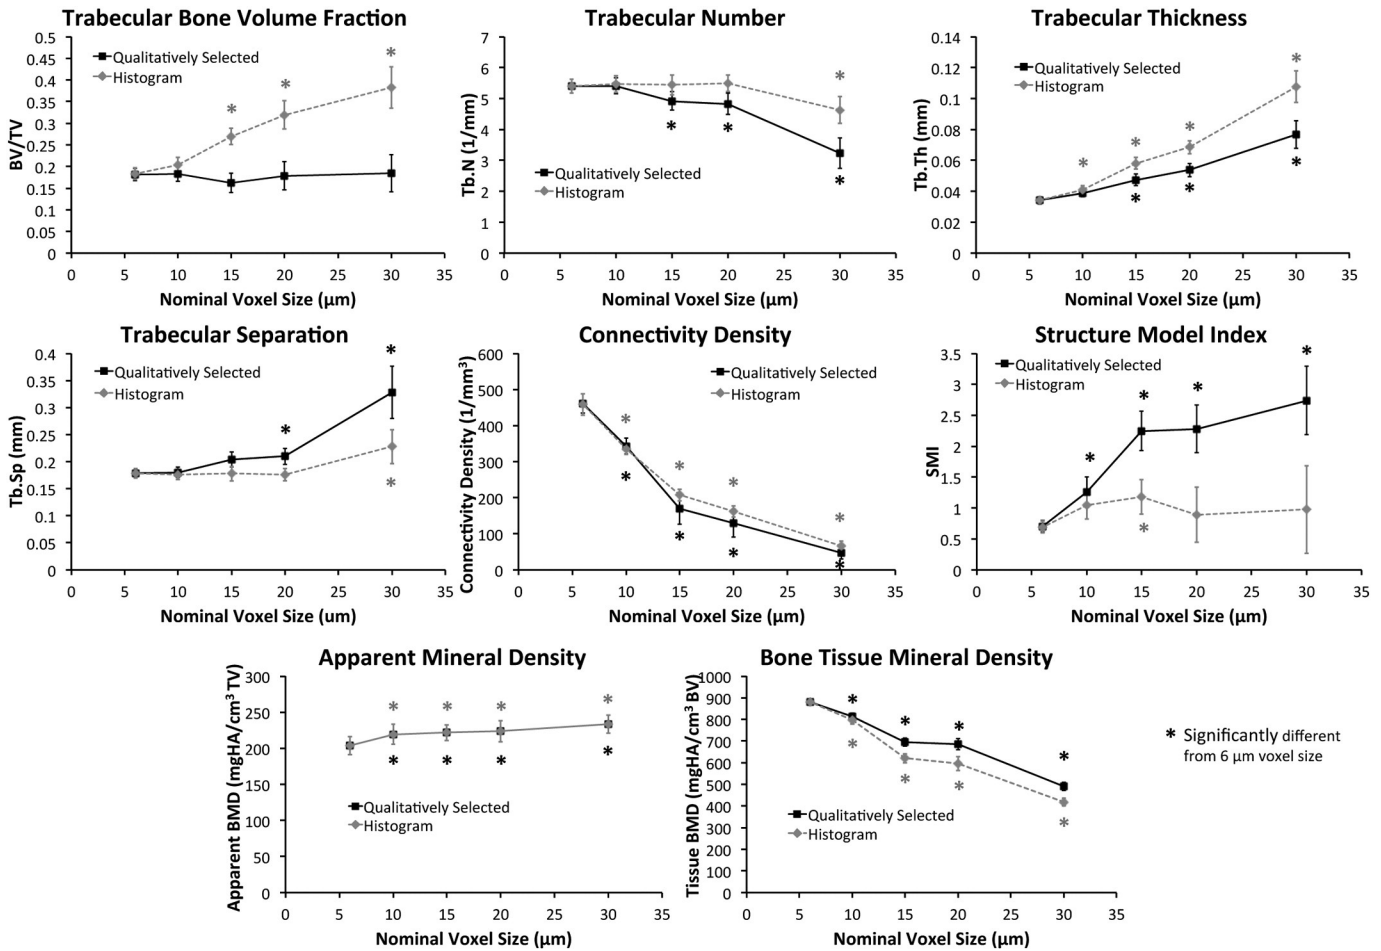 Trabecular Bone Volume Fraction
BV/TV
0.5
0.45
0.4
0.35
0.3
0.25
0.2
0.15
0.1
0.05
0
Qualitatively Selected
Histogram
*
*
*
0 5 10 15 20 25 30 35
Nominal Voxel Size (μm)
Trabecular Number
Tb.N (1/mm)
7
6
5
4
3
2
1
0
*
*
*
*
Qualitatively Selected
Histogram
0 5 10 15 20 25 30 35
Nominal Voxel Size (μm)
Trabecular Thickness
Tb.Th (mm)
0.14
0.12
0.1
0.08
0.06
0.04
0.02
0
Qualitatively Selected
Histogram
* * * *
* * *
0 5 10 15 20 25 30 35
Nominal Voxel Size (μm)
Trabecular Separation
Tb.Sp (mm)
0.4
0.35
0.3
0.25
0.2
0.15
0.1
0.05
0
Qualitatively Selected
Histogram
* *
*
0 5 10 15 20 25 30 35
Nominal Voxel Size (um)
Connectivity Density
Connectivity Density (1/mm³)
600
500
400
300
200
100
0
Qualitatively Selected
Histogram
* * * *
* * * *
0 5 10 15 20 25 30 35
Nominal Voxel Size (μm)
Structure Model Index
SMI
3.5
3
2.5
2
1.5
1
0.5
0
Qualitatively Selected
Histogram
* * * *
*
0 5 10 15 20 25 30 35
Nominal Voxel Size (μm)
Apparent Mineral Density
Apparent BMD (mgHA/cm³ TV)
300
250
200
150
100
50
0
* * * *
* * * *
Qualitatively Selected
Histogram
0 5 10 15 20 25 30 35
Nominal Voxel Size (μm)
Bone Tissue Mineral Density
Tissue BMD (mgHA/cm³ BV)
1000
900
800
700
600
500
400
300
200
100
0
* * * *
* * * *
Qualitatively Selected
Histogram
0 5 10 15 20 25 30 35
Nominal Voxel Size (μm)
* Significantly different
from 6 μm voxel size